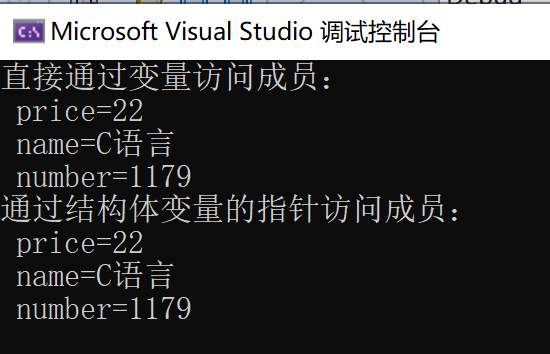 Microsoft Visual Studio 调试控制台
直接通过变量访问成员：
price=22
name=C语言
number=1179
通过结构体变量的指针访问成员：
price=22
name=C语言
number=1179